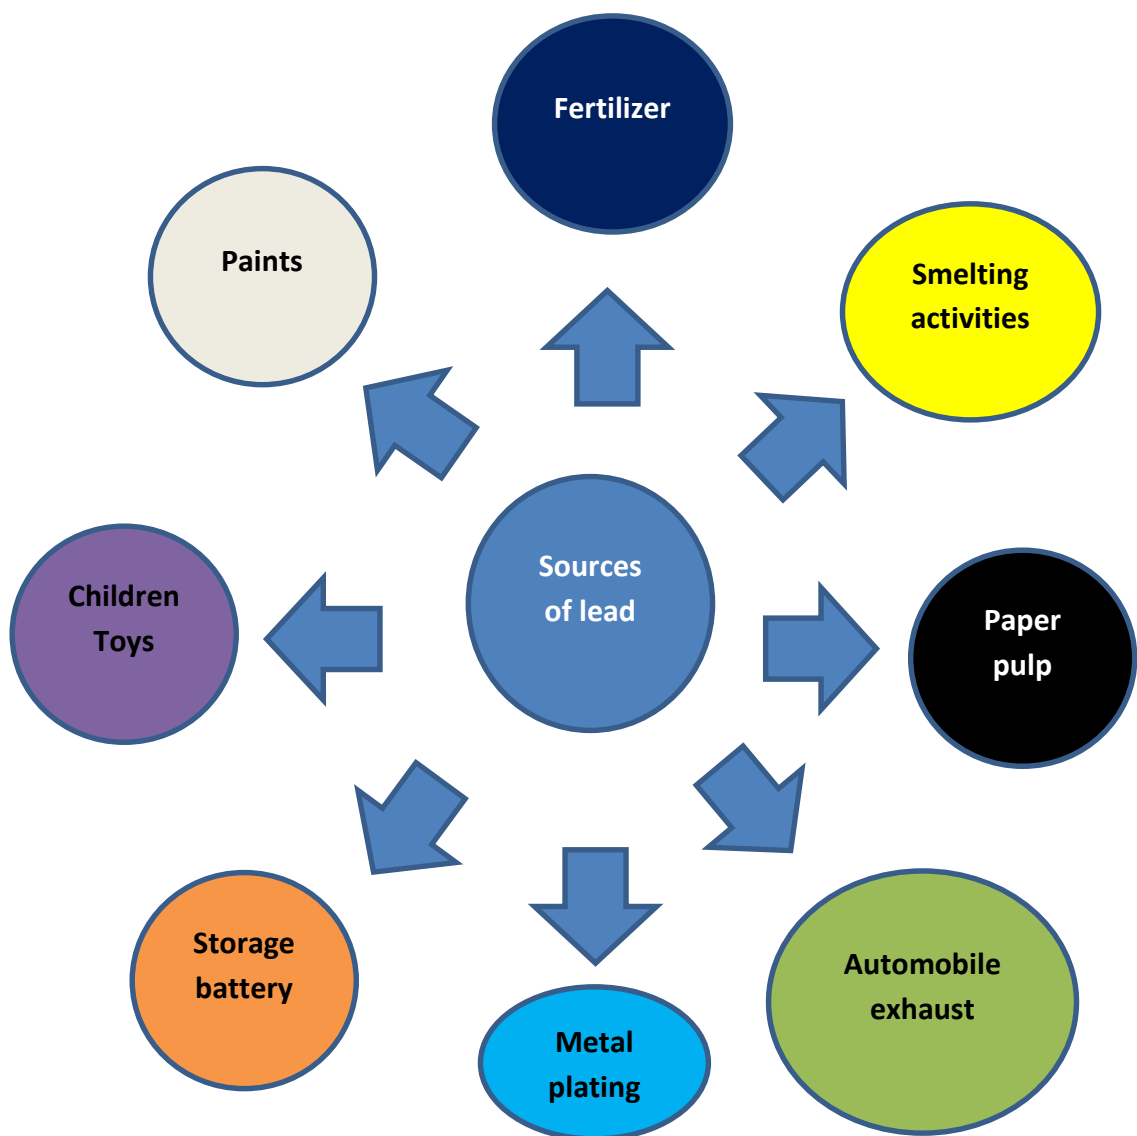 Fertilizer
Paints
Smelting
activities
Sources
of lead
Children
Toys
Paper
pulp
Storage
battery
Automobile
exhaust
Metal
plating